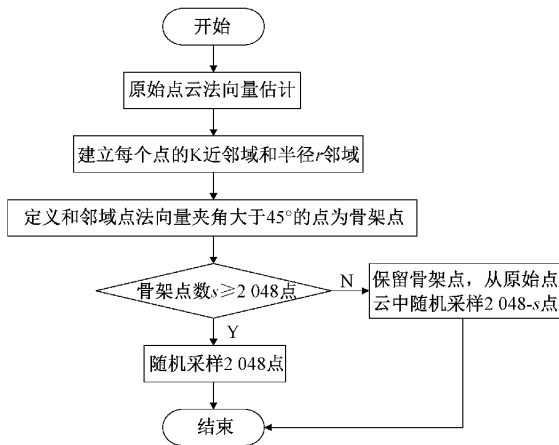 开始
原始点云法向量估计
建立每个点的K近邻域和半径r邻域
定义和邻域点法向量夹角大于45°的点为骨架点
骨架点数s≥2 048点
N
保留骨架点，从原始点
云中随机采样2 048-s点
Y
随机采样2 048点
结束